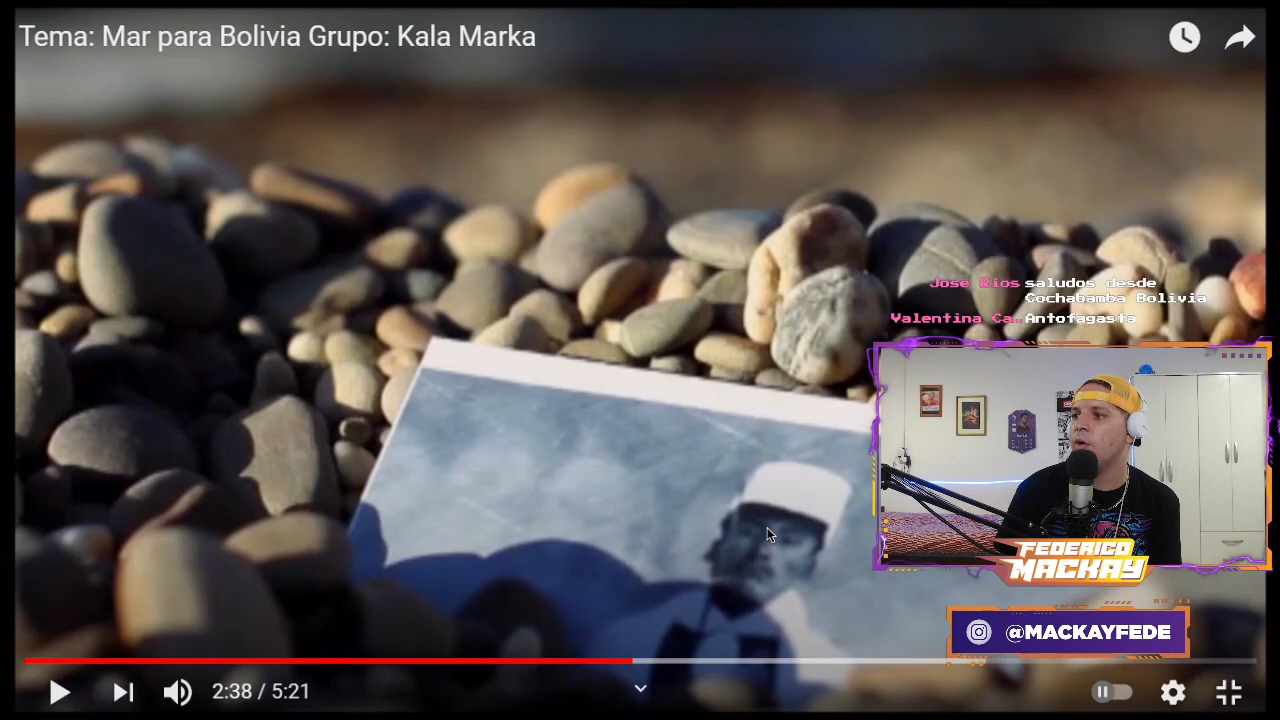 Tema: Mar para Bolivia Grupo: Kala Marka
Jose Rios saludos desde
Cochabamba Bolivia
Valentina Ca… Antofagasta
FEDERICO
MACKAY
@MACKAYFEDE
2:38 / 5:21